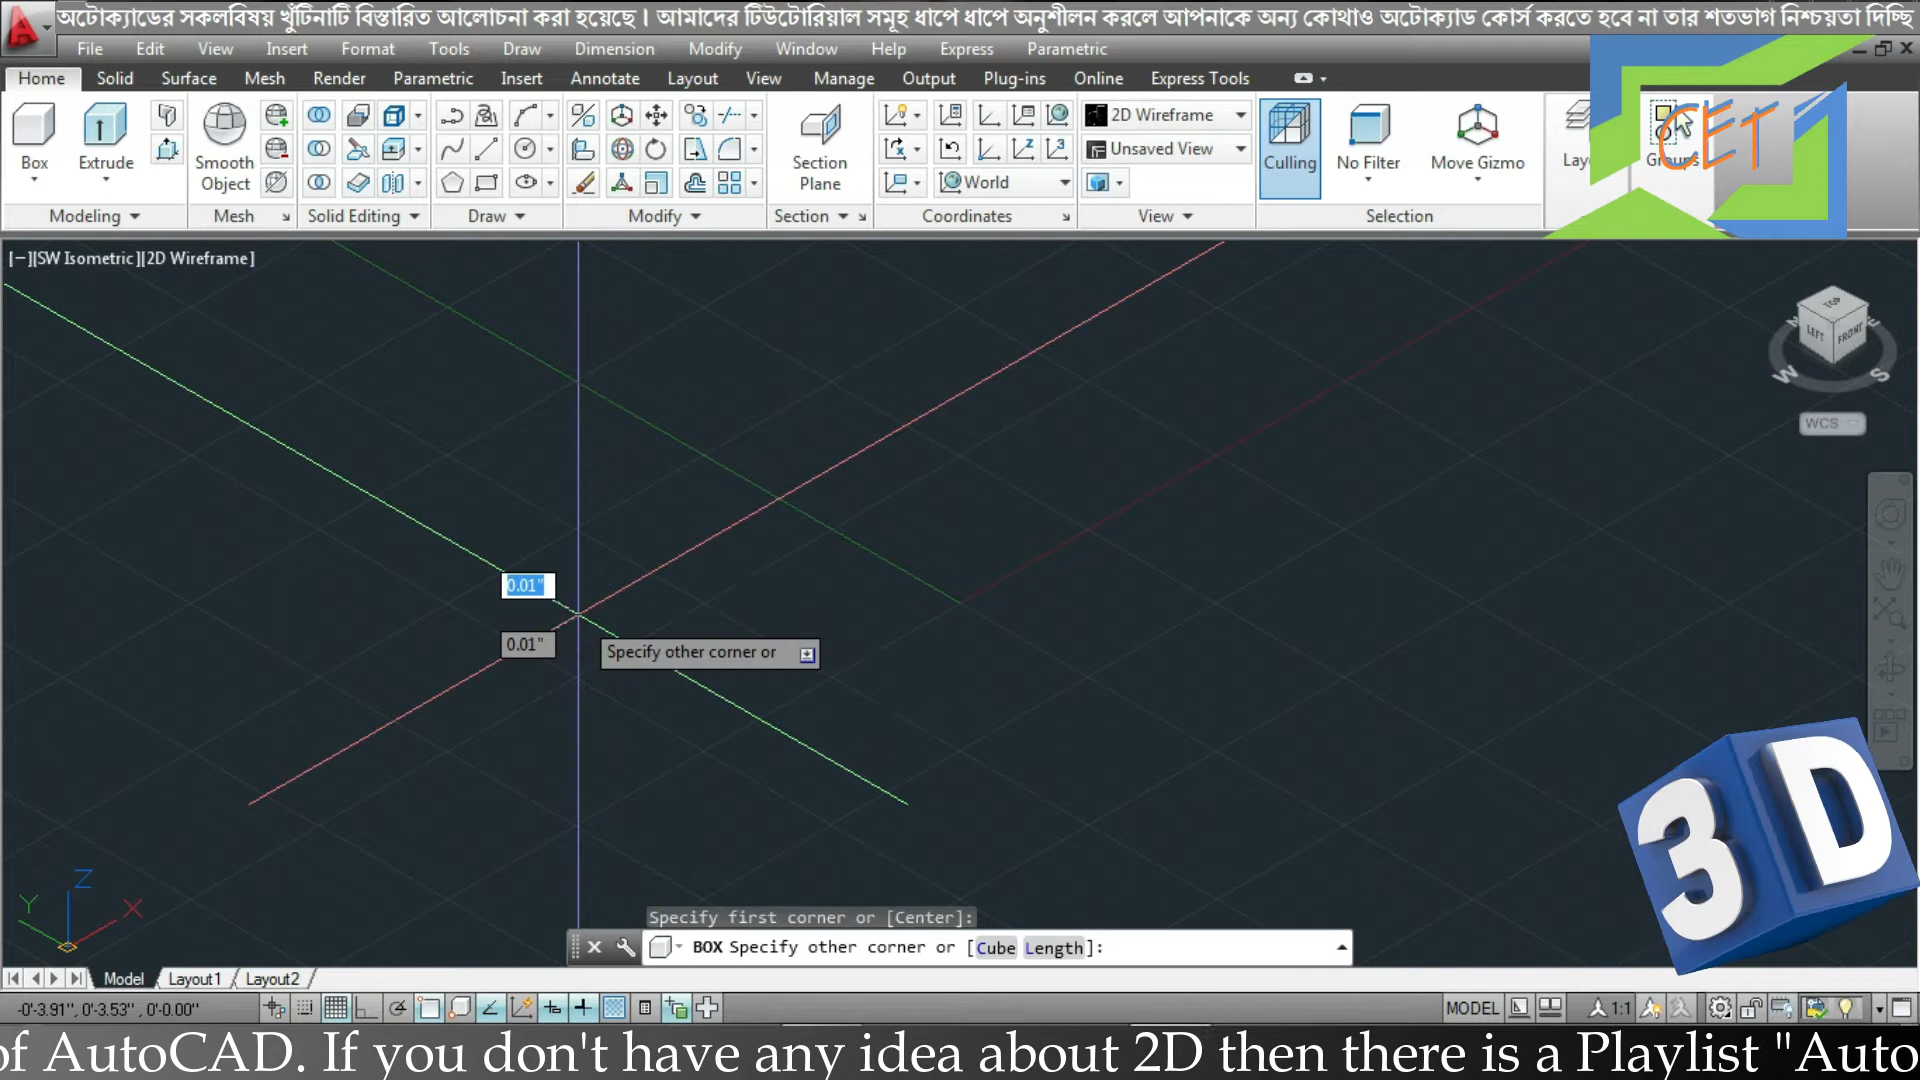 অটোক্যাডের সকলবিষয় খুঁটিনাটি বিস্তারিত আলোচনা করা হয়েছে। আমাদের টিউটোরিয়াল সমূহ ধাপে ধাপে অনুশীলন করলে আপনাকে অন্য কোথাও অটোক্যাড কোর্স করতে হবে না তার শতভাগ নিশ্চয়তা দিচ্ছি
File Edit View Insert Format Tools Draw Dimension Modify Window Help Express Parametric
Home Solid Surface Mesh Render Parametric Insert Annotate Layout View Manage Output Plug-ins Online Express Tools
2D Wireframe
Unsaved View
World
Box Extrude Smooth Object Section Plane Culling No Filter Move Gizmo Groups
CET
Modeling Mesh Solid Editing Draw Modify Section Coordinates View Selection
[−][SW Isometric][2D Wireframe]
TOP
LEFT FRONT
N E
W S
WCS
0.01"
0.01"
Specify other corner or
3D
Z
Y X
Specify first corner or [Center]:
BOX Specify other corner or [Cube Length]:
Model Layout1 Layout2
-0'-3.91", 0'-3.53" , 0'-0.00"
MODEL 1:1
of AutoCAD. If you don't have any idea about 2D then there is a Playlist "Auto